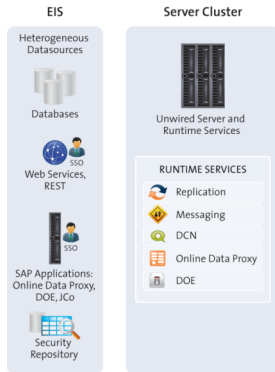 EIS
Heterogeneous
Datasources
Databases
SSO
Web Services,
REST
SSO
SAP Applications:
Online Data Proxy,
DOE, JCo
Security
Repository
Server Cluster
Unwired Server and
Runtime Services
RUNTIME SERVICES
Replication
Messaging
DCN
Online Data Proxy
DOE